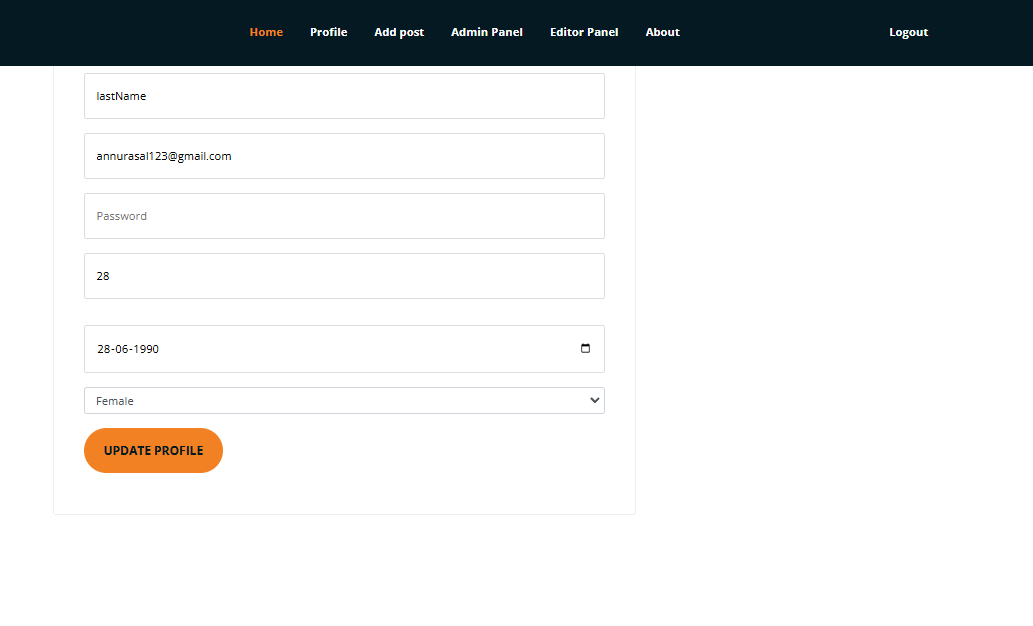 Home Profile Add post Admin Panel Editor Panel About Logout
lastName
annurasal123@gmail.com
Password
28
28-06-1990
Female
UPDATE PROFILE